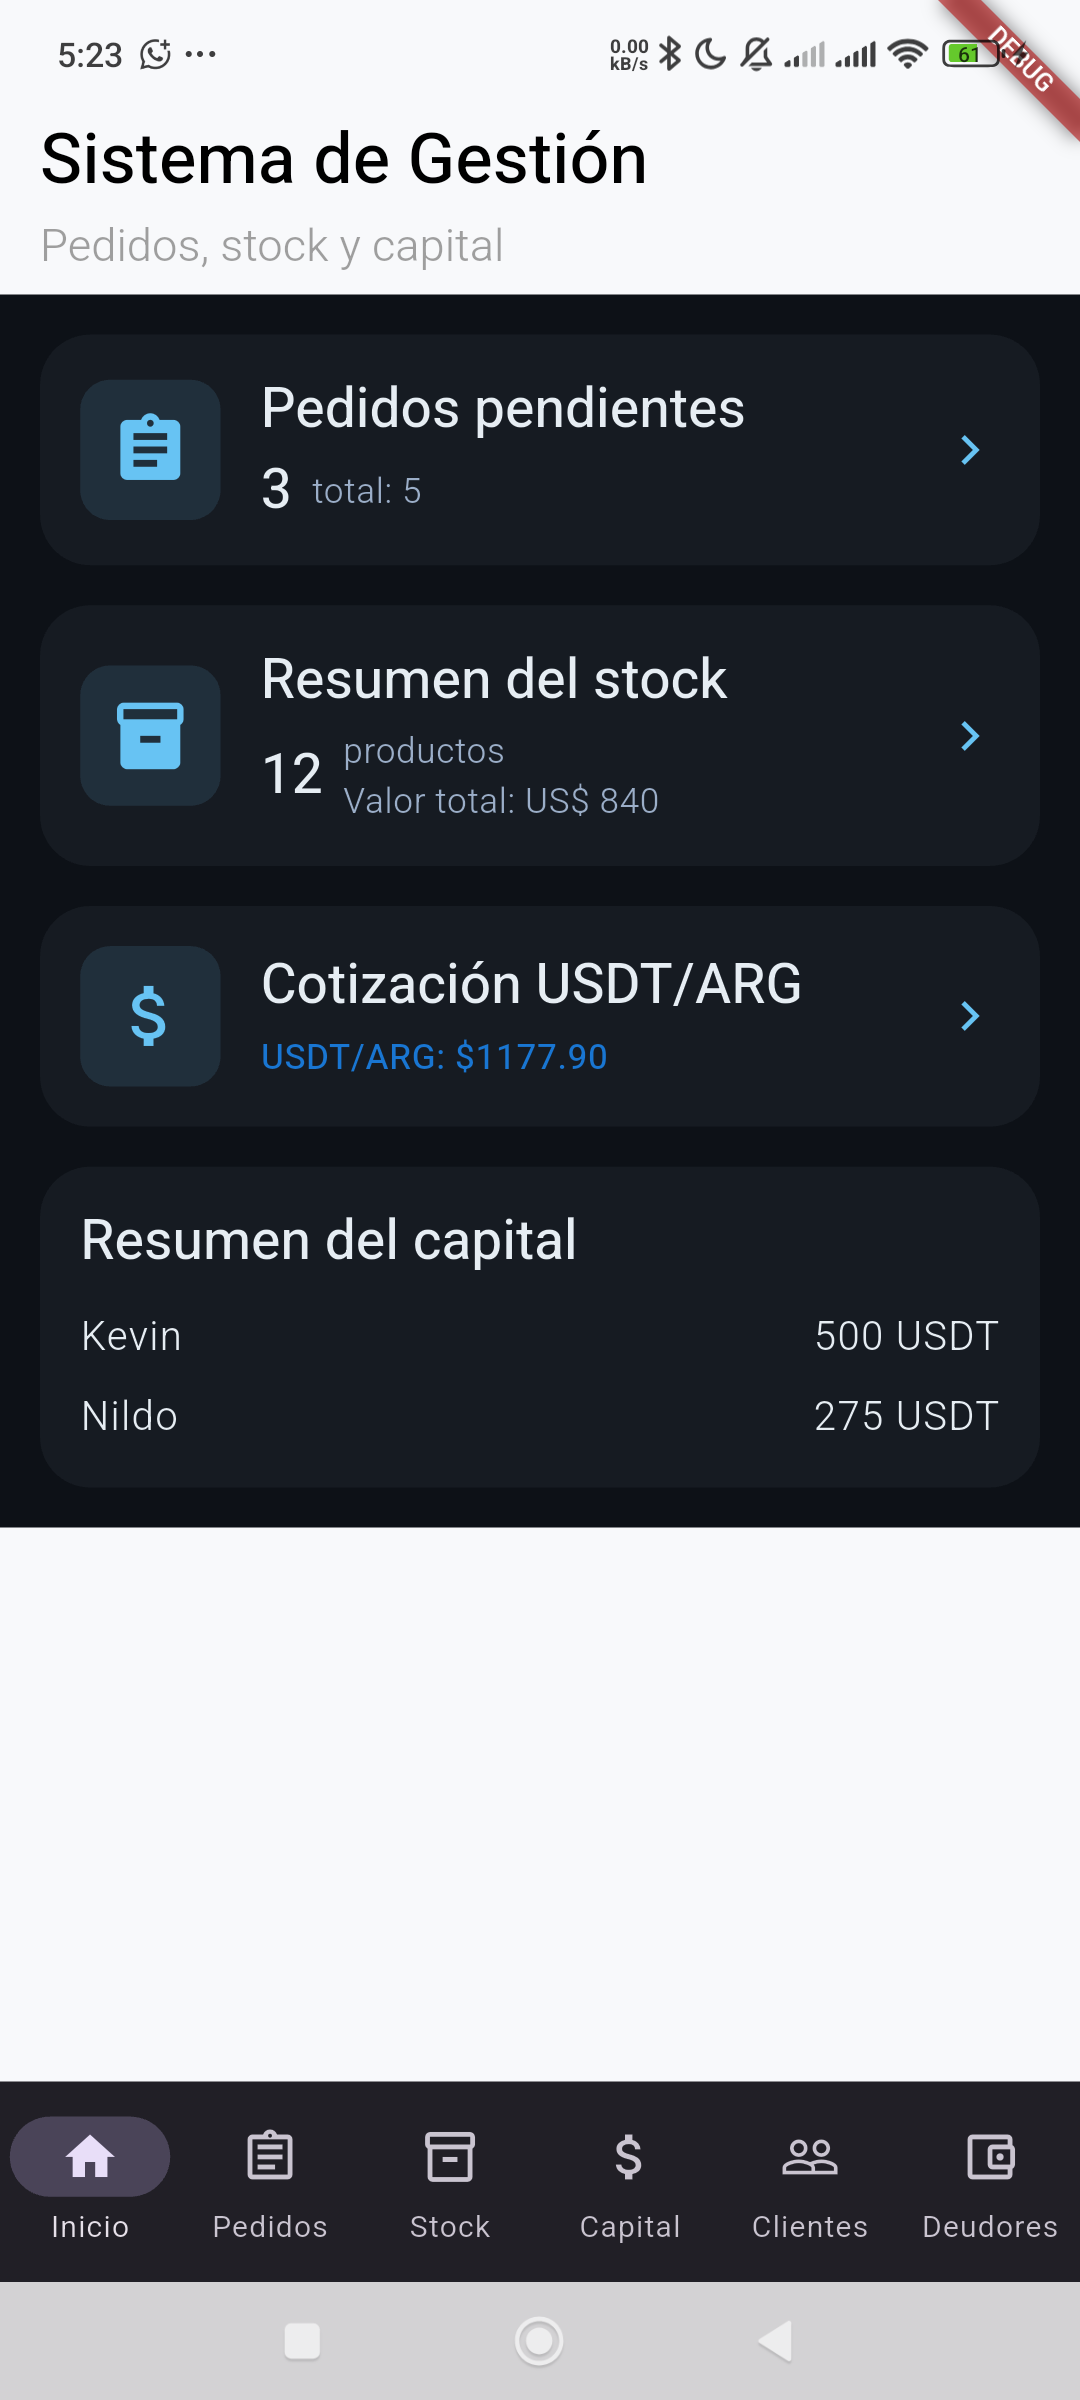 5:23
0.00
kB/s
61
DEBUG
Sistema de Gestión
Pedidos, stock y capital
Pedidos pendientes
3 total: 5
Resumen del stock
12 productos
Valor total: US$ 840
Cotización USDT/ARG
USDT/ARG: $1177.90
Resumen del capital
Kevin 500 USDT
Nildo 275 USDT
Inicio Pedidos Stock Capital Clientes Deudores